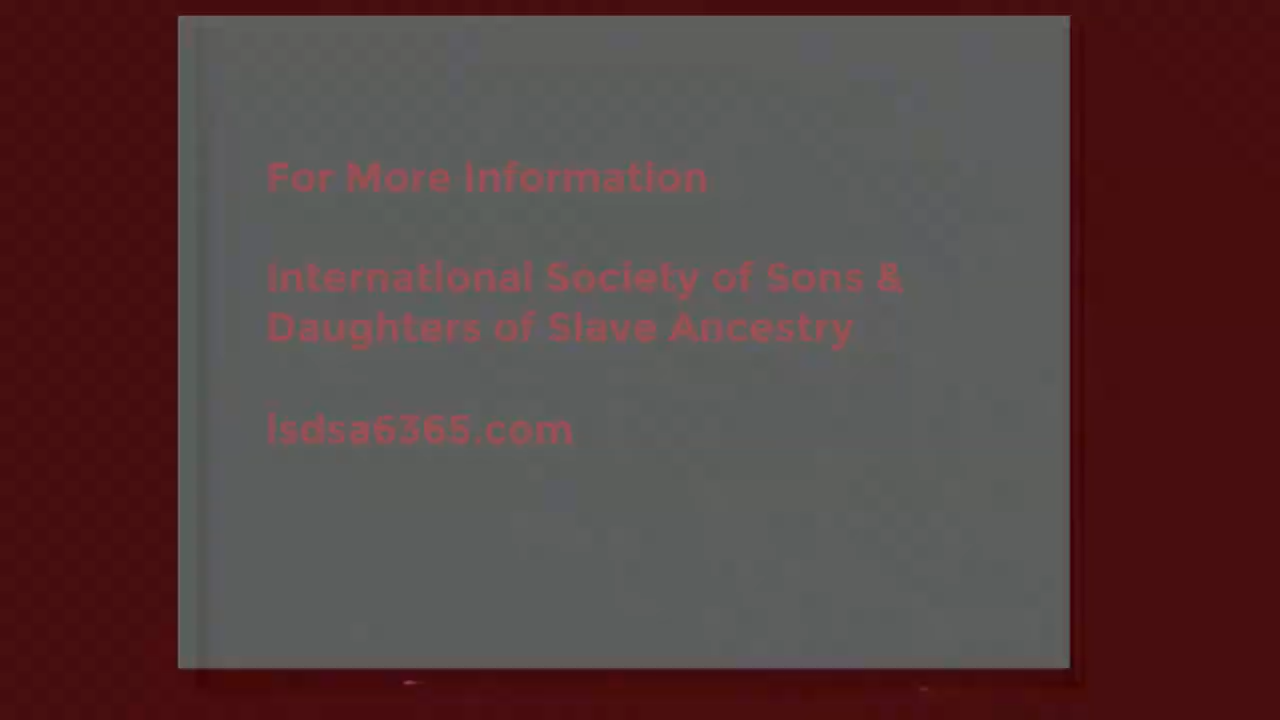 For More Information
International Society of Sons &
Daughters of Slave Ancestry
isdsa6365.com